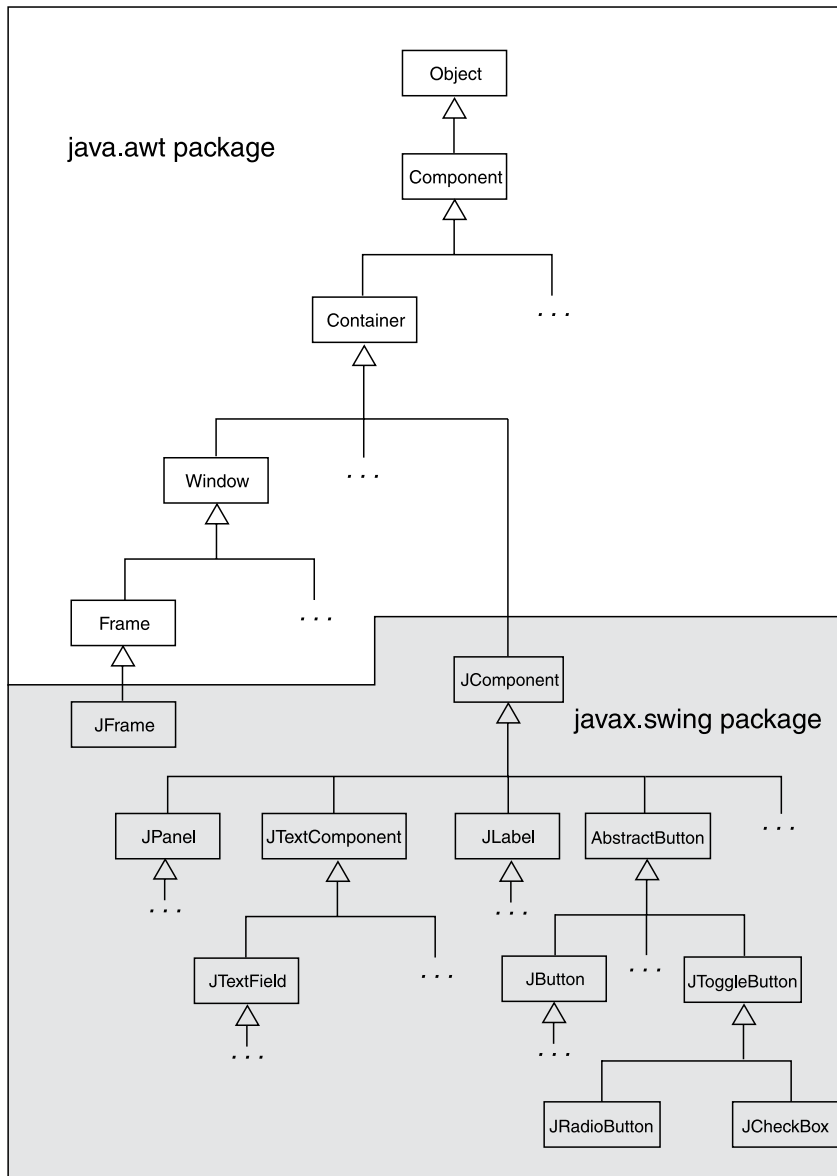 Object
java.awt package
Component
Container
. . .
Window
. . .
Frame
. . .
JComponent
JFrame
javax.swing package
JPanel
JTextComponent
JLabel
AbstractButton
. . .
. . .
. . .
JTextField
. . .
JButton
. . .
JToggleButton
. . .
. . .
JRadioButton
JCheckBox